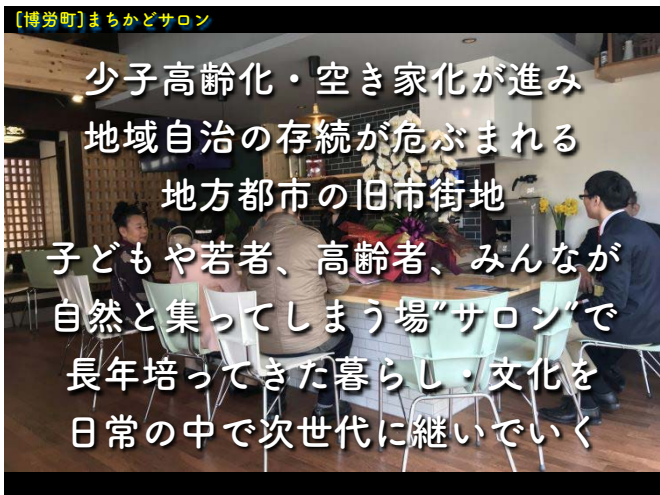 [博労町]まちかどサロン
少子高齢化・空き家化が進み
地域自治の存続が危ぶまれる
地方都市の旧市街地
子どもや若者、高齢者、みんなが
自然と集ってしまう場"サロン"で
長年培ってきた暮らし・文化を
日常の中で次世代に継いでいく